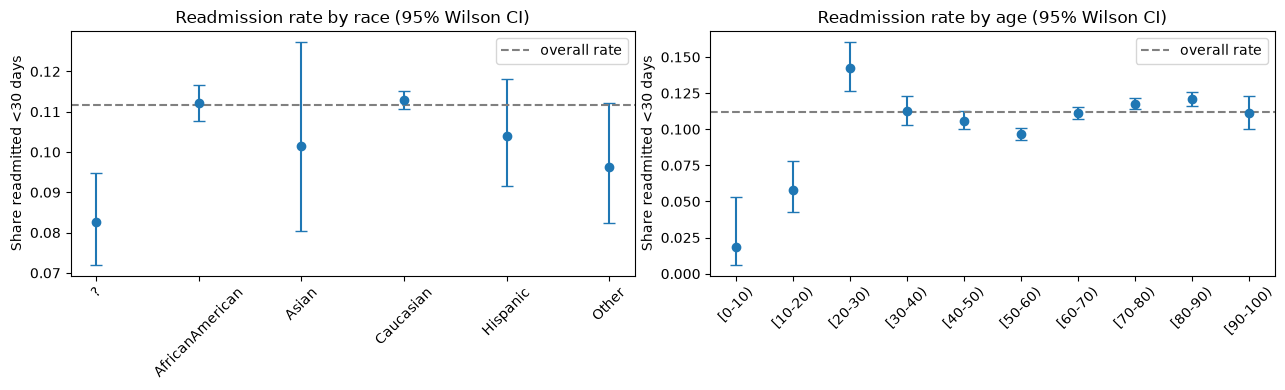 Readmission rate by race (95% Wilson CI)
Share readmitted <30 days
0.12
0.11
0.10
0.09
0.08
0.07
overall rate
?
AfricanAmerican
Asian
Caucasian
Hispanic
Other
Readmission rate by age (95% Wilson CI)
Share readmitted <30 days
0.150
0.125
0.100
0.075
0.050
0.025
0.000
overall rate
[0-10)
[10-20)
[20-30)
[30-40)
[40-50)
[50-60)
[60-70)
[70-80)
[80-90)
[90-100)